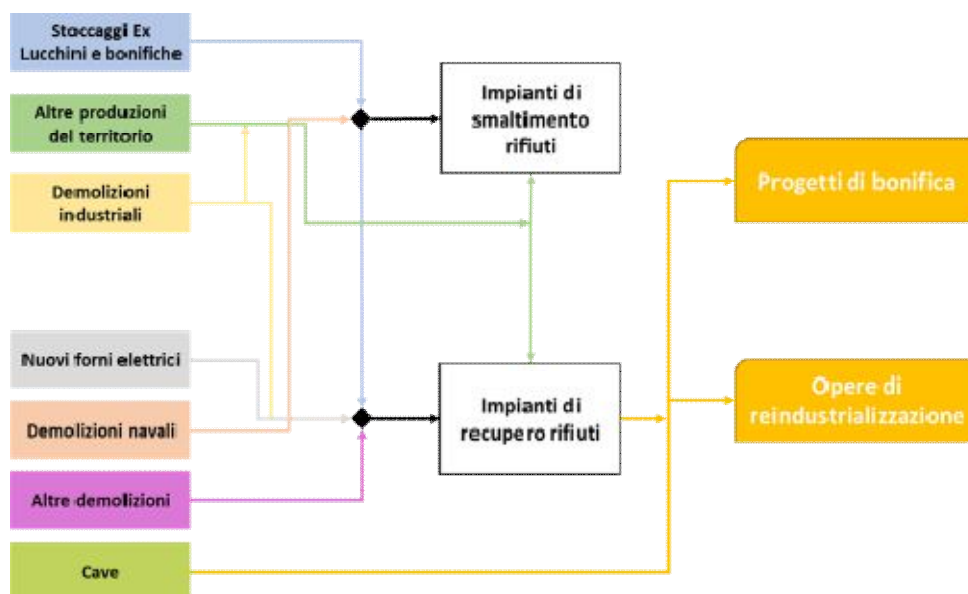 Stoccaggi Ex
Lucchini e bonifiche
Altre produzioni
del territorio
Demolizioni
industriali
Nuovi forni elettrici
Demolizioni navali
Altre demolizioni
Cave
Impianti di
smaltimento
rifiuti
Impianti di
recupero rifiuti
Progetti di bonifica
Opere di
reindustrializzazione